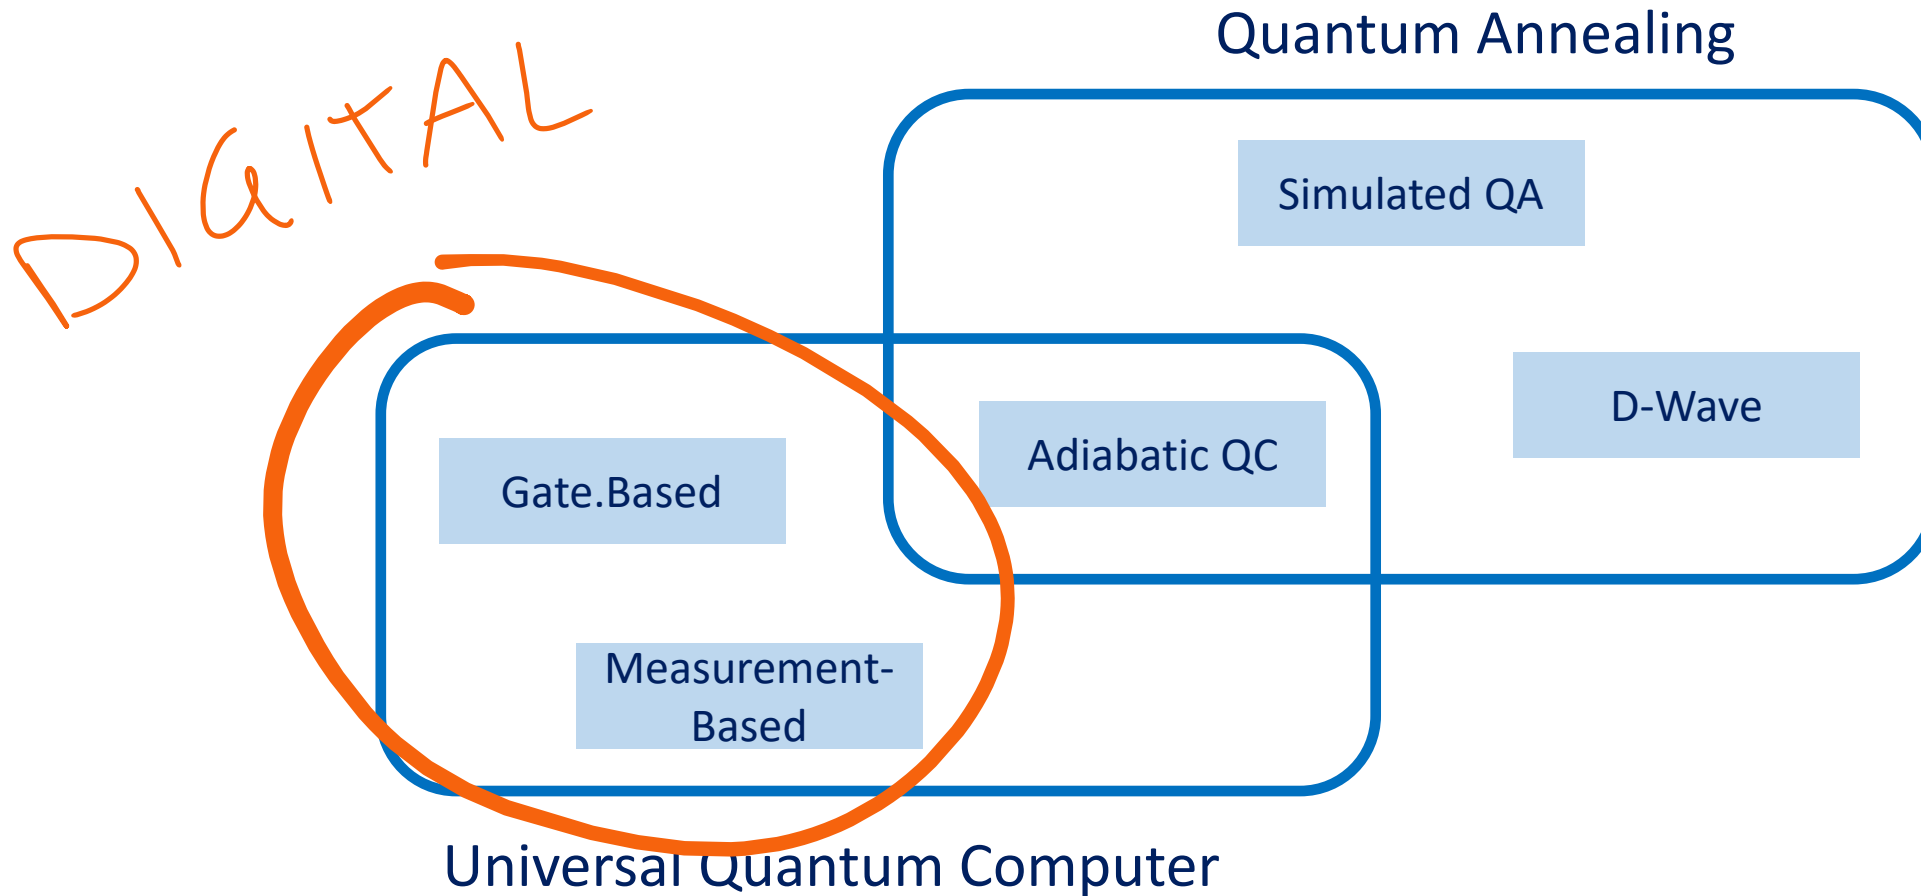 Quantum Annealing
DIGITAL
Simulated QA
D-Wave
Adiabatic QC
Gate.Based
Measurement-
Based
Universal Quantum Computer